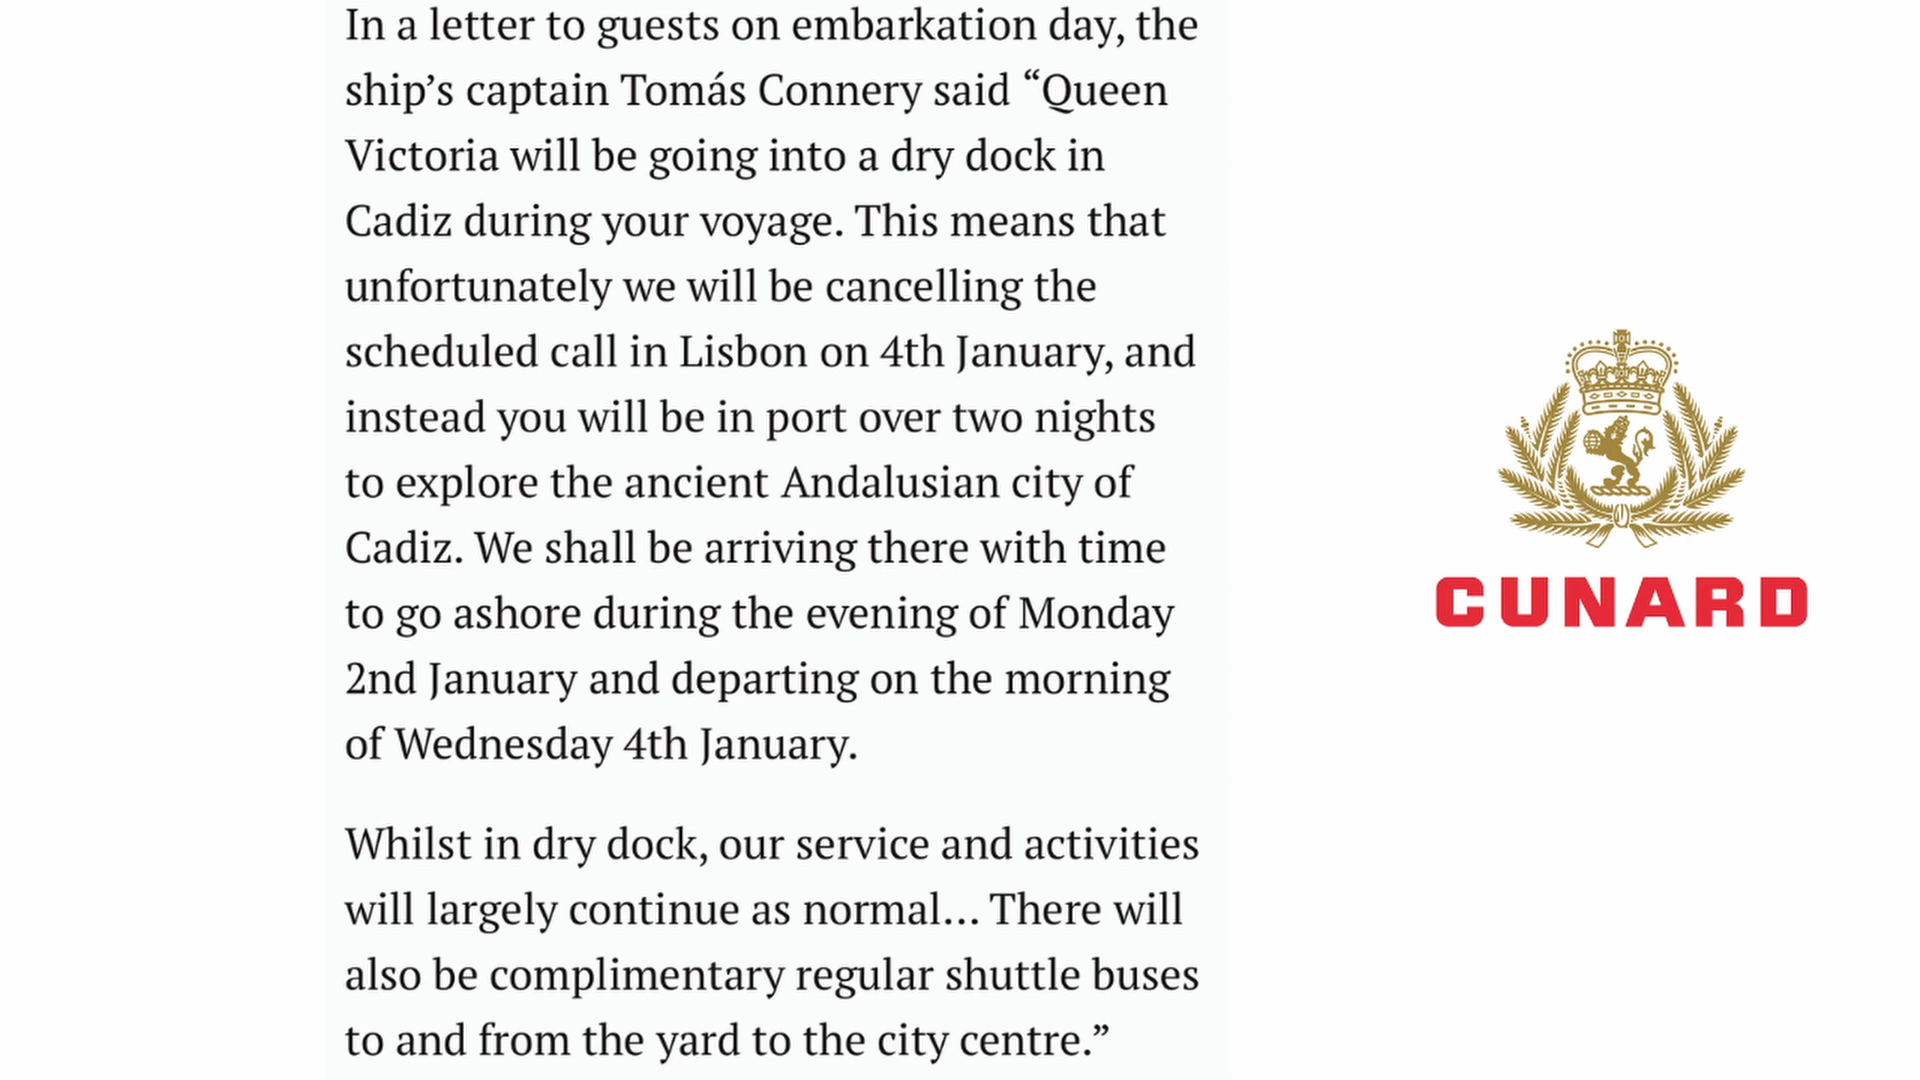 In a letter to guests on embarkation day, the
ship’s captain Tomás Connery said “Queen
Victoria will be going into a dry dock in
Cadiz during your voyage. This means that
unfortunately we will be cancelling the
scheduled call in Lisbon on 4th January, and
instead you will be in port over two nights
to explore the ancient Andalusian city of
Cadiz. We shall be arriving there with time
to go ashore during the evening of Monday
2nd January and departing on the morning
of Wednesday 4th January.
Whilst in dry dock, our service and activities
will largely continue as normal… There will
also be complimentary regular shuttle buses
to and from the yard to the city centre.”
CUNARD